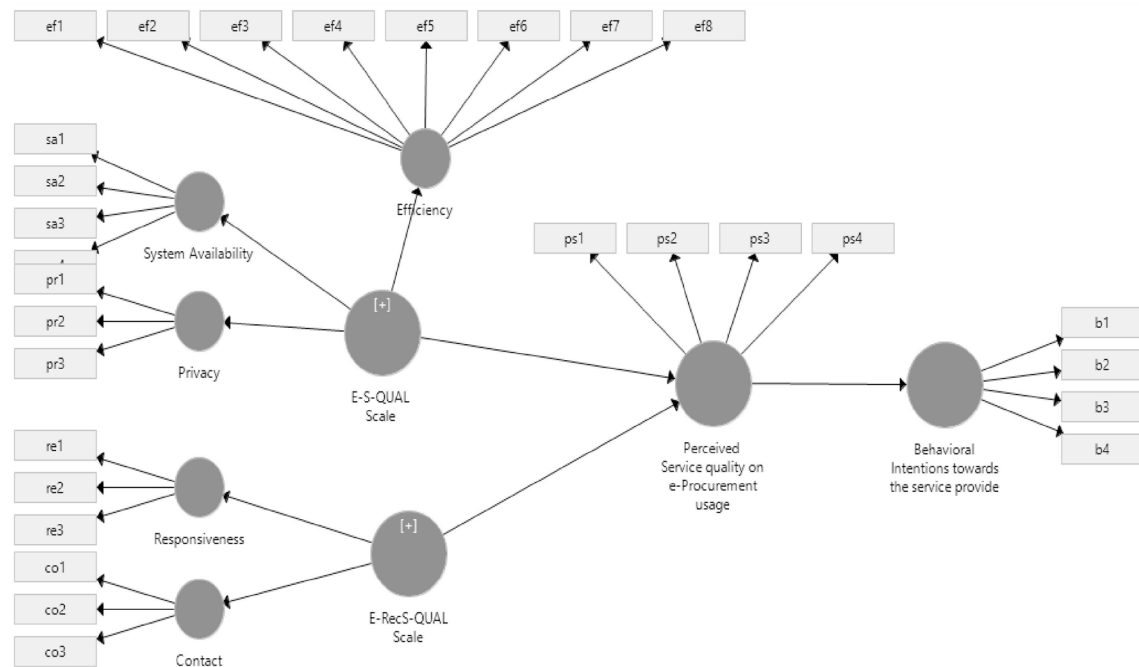 ef1
ef2
ef3
ef4
ef5
ef6
ef7
ef8
Efficiency
sa1
sa2
sa3
System Availability
pr1
pr2
pr3
Privacy
[+]
E-S-QUAL
Scale
ps1
ps2
ps3
ps4
Perceived
Service quality on
e-Procurement
usage
b1
b2
b3
b4
Behavioral
Intentions towards
the service provide
re1
re2
re3
Responsiveness
co1
co2
co3
Contact
[+]
E-RecS-QUAL
Scale